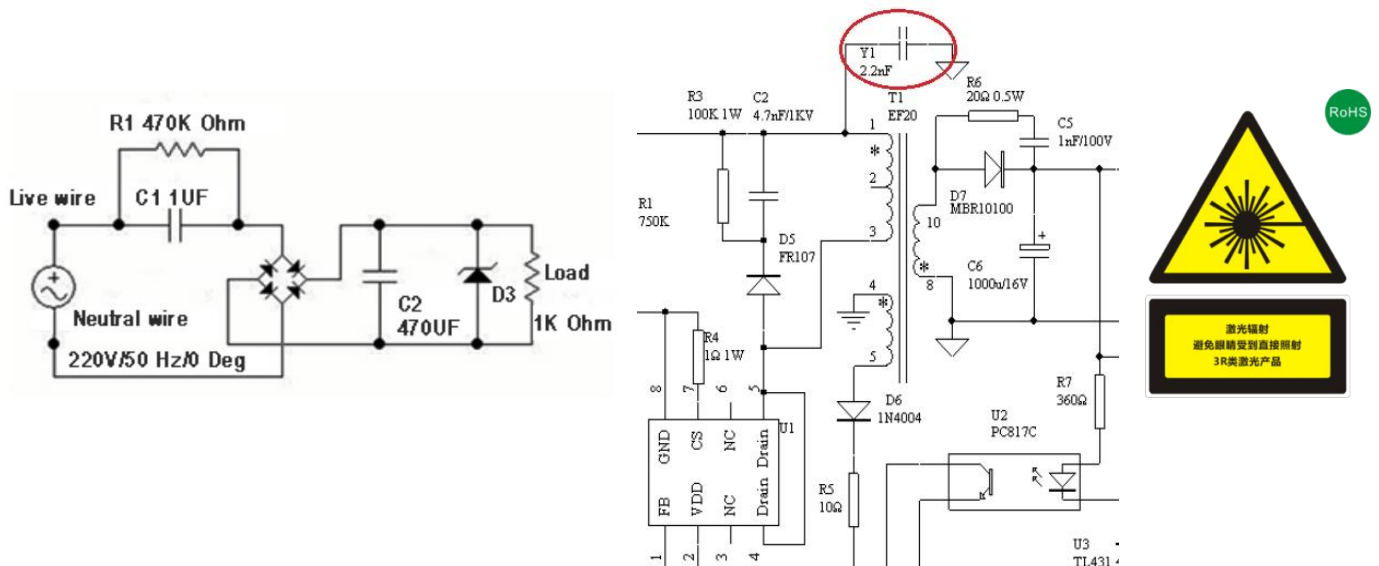 R1 470K Ohm
C1 1UF
Live wire
Neutral wire
220V/50 Hz/0 Deg
C2
470UF
D3
Load
1K Ohm
Y1
2.2nF
R3
100K 1W
C2
4.7nF/1KV
T1
EF20
R6
20Ω 0.5W
C5
1nF/100V
1
*
2
3
R1
750K
D5
FR107
D7
MBR10100
10
+
*
8
C6
1000u/16V
4
*
5
R4
1Ω 1W
D6
1N4004
R7
360Ω
U2
PC817C
8
7
6
5
U1
GND
CS
NC
Drain
FB
VDD
NC
Drain
1
2
3
4
R5
10Ω
U3
TL431
RoHS
激光辐射
避免眼睛受到直接照射
3R类激光产品